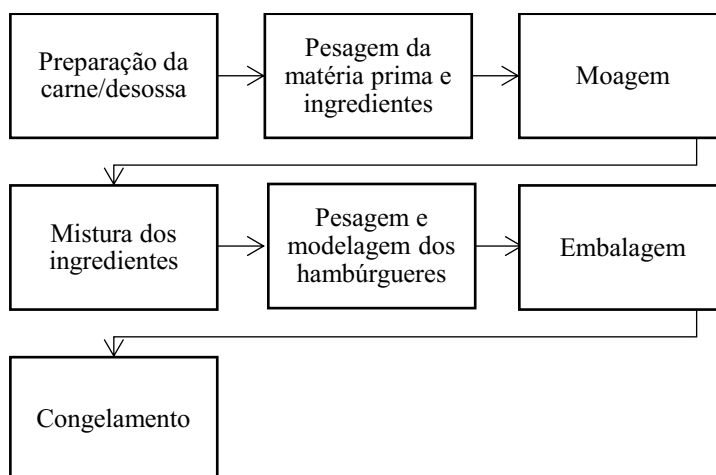 Preparação da
carne/desossa
Pesagem da
matéria prima e
ingredientes
Moagem
Mistura dos
ingredientes
Pesagem e
modelagem dos
hambúrgueres
Embalagem
Congelamento